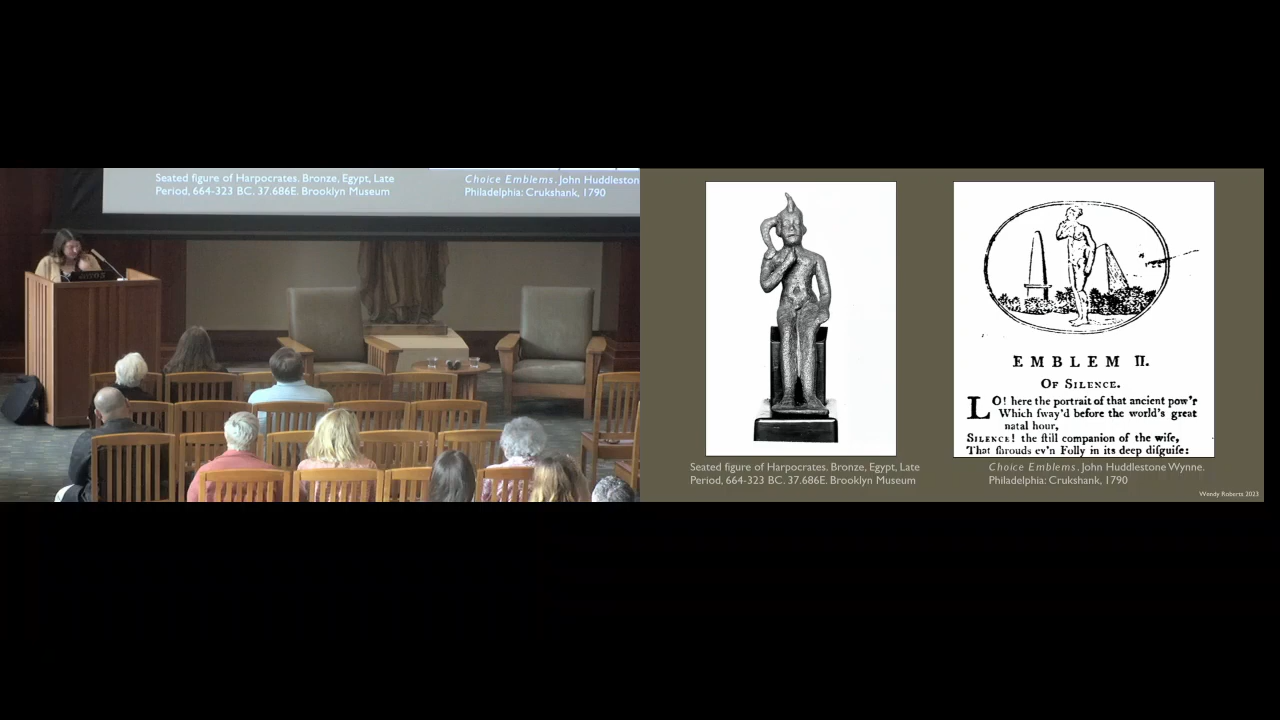 Seated figure of Harpocrates. Bronze, Egypt, Late
Period, 664-323 BC. 37.686E. Brooklyn Museum
Choice Emblems. John Huddleston
Philadelphia: Crukshank, 1790
EMBLEM II.
OF SILENCE.
LO! here the portrait of that ancient pow'r
Which ſway'd before the world's great
natal hour,
SILENCE! the ſtill companion of the wiſe,
That ſhrouds ev'n Folly in its deep diſguiſe:
Seated figure of Harpocrates. Bronze, Egypt, Late
Period, 664-323 BC. 37.686E. Brooklyn Museum
Choice Emblems. John Huddlestone Wynne.
Philadelphia: Crukshank, 1790
Wendy Roberts 2023